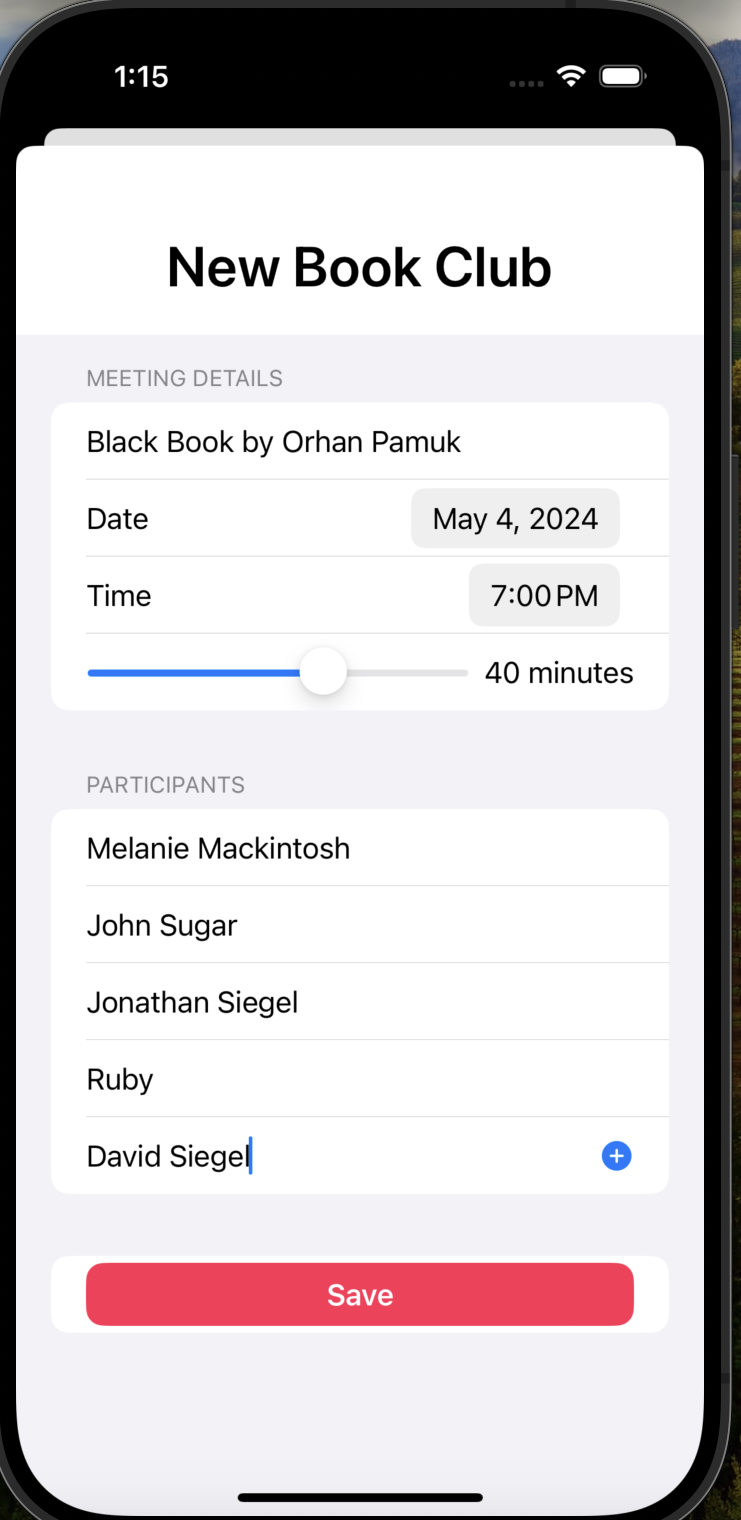 1:15
New Book Club
MEETING DETAILS
Black Book by Orhan Pamuk
Date May 4, 2024
Time 7:00 PM
40 minutes
PARTICIPANTS
Melanie Mackintosh
John Sugar
Jonathan Siegel
Ruby
David Siegel
Save